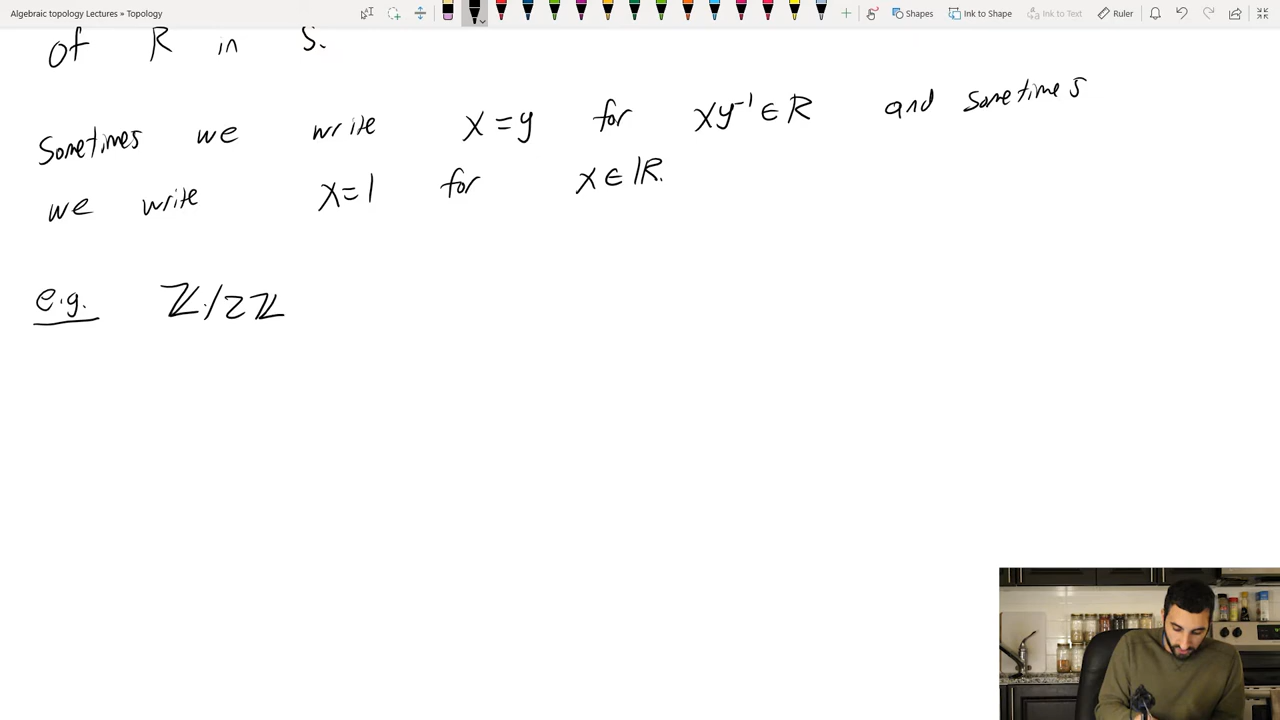 Algebraic topology Lectures = Topology
Shapes
Ink to Shape
Ink to Text
Ruler
of R in S.
Sometimes we write x = y for xy⁻¹ ∈ R and sometimes
we write x = 1 for x ∈ R.
e.g. ℤ/2ℤ